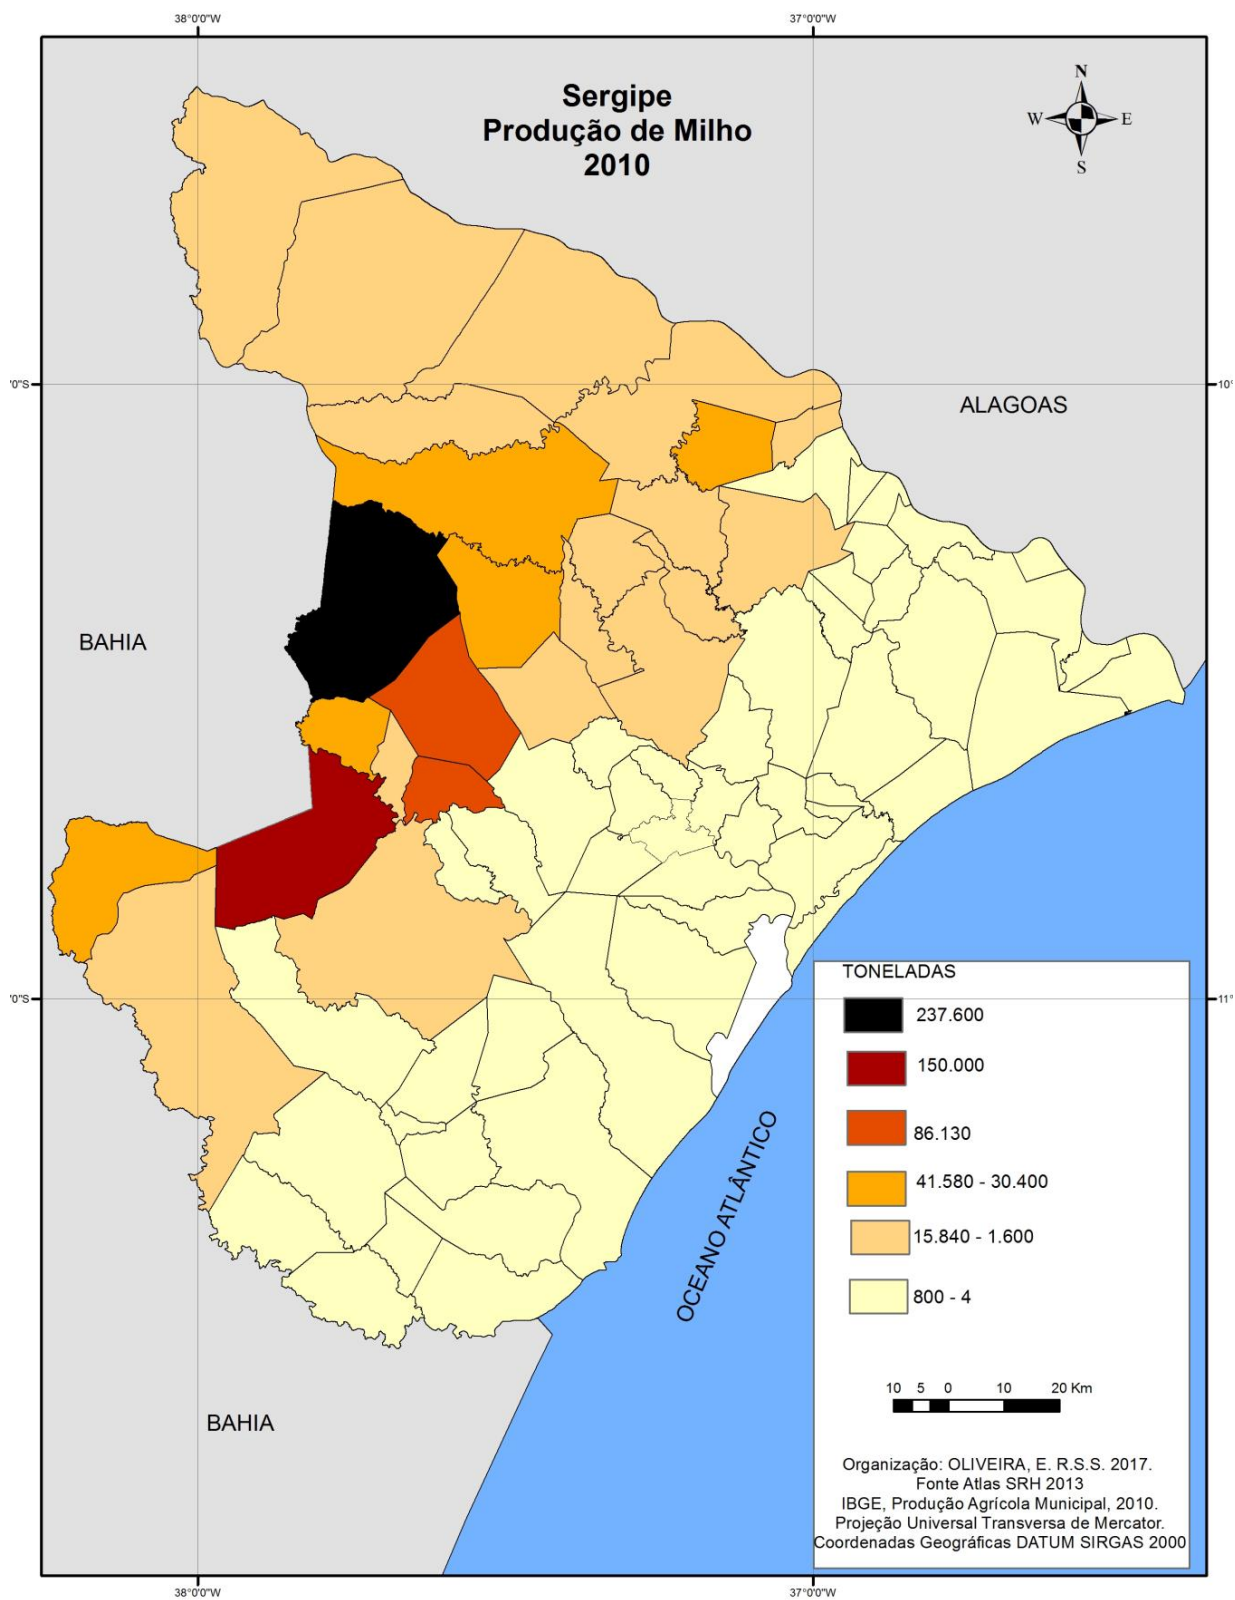 38°0'0"W
37°0'0"W
Sergipe
Produção de Milho
2010
N
W
E
S
'0"S
10°
ALAGOAS
BAHIA
TONELADAS
'0"S
11°
237.600
150.000
86.130
41.580 - 30.400
15.840 - 1.600
800 - 4
OCEANO ATLÂNTICO
10 5 0 10 20 Km
BAHIA
Organização: OLIVEIRA, E. R.S.S. 2017.
Fonte Atlas SRH 2013
IBGE, Produção Agrícola Municipal, 2010.
Projeção Universal Transversa de Mercator.
Coordenadas Geográficas DATUM SIRGAS 2000
38°0'0"W
37°0'0"W